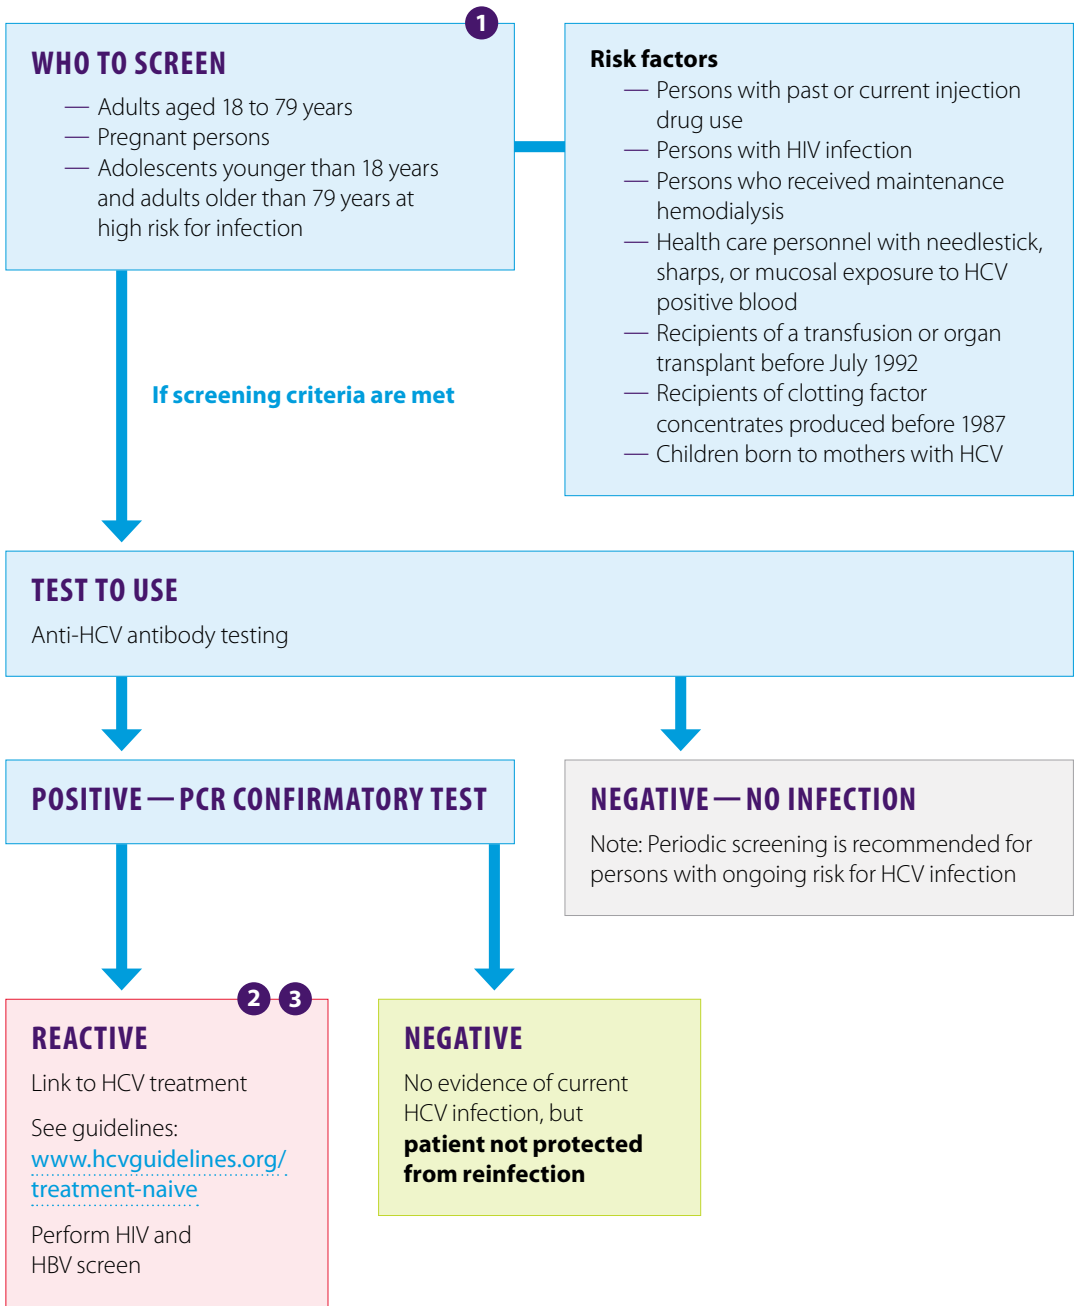 1
WHO TO SCREEN
— Adults aged 18 to 79 years
— Pregnant persons
— Adolescents younger than 18 years
and adults older than 79 years at
high risk for infection
Risk factors
— Persons with past or current injection
drug use
— Persons with HIV infection
— Persons who received maintenance
hemodialysis
— Health care personnel with needlestick,
sharps, or mucosal exposure to HCV
positive blood
— Recipients of a transfusion or organ
transplant before July 1992
— Recipients of clotting factor
concentrates produced before 1987
— Children born to mothers with HCV
If screening criteria are met
TEST TO USE
Anti-HCV antibody testing
POSITIVE — PCR CONFIRMATORY TEST
NEGATIVE — NO INFECTION
Note: Periodic screening is recommended for
persons with ongoing risk for HCV infection
2 3
REACTIVE
Link to HCV treatment
See guidelines:
www.hcvguidelines.org/
treatment-naive
Perform HIV and
HBV screen
NEGATIVE
No evidence of current
HCV infection, but
patient not protected
from reinfection